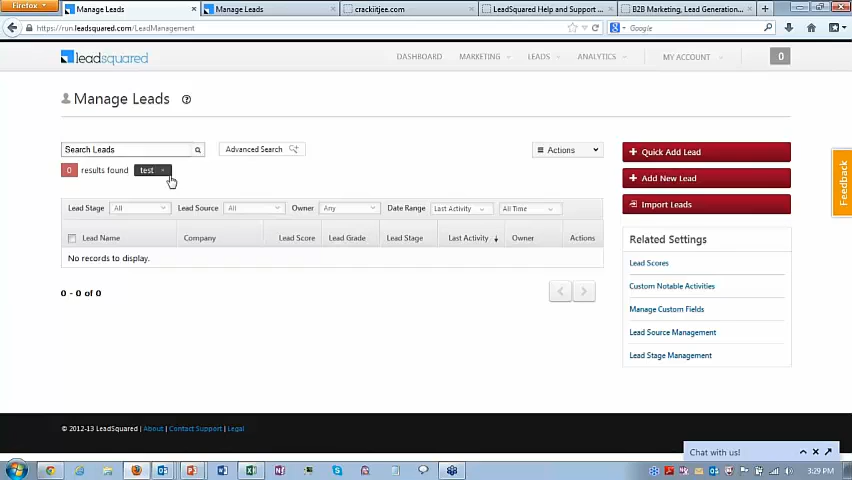 Firefox
Manage Leads
Manage Leads
crackiitjee.com
LeadSquared Help and Support ...
B2B Marketing, Lead Generation...
https://run.leadsquared.com/LeadManagement
Google
leadsquared
DASHBOARD
MARKETING
LEADS
ANALYTICS
MY ACCOUNT
0
Manage Leads
Search Leads
Advanced Search
Actions
0 results found test
Quick Add Lead
Add New Lead
Import Leads
Feedback
Lead Stage All Lead Source All Owner Any Date Range Last Activity All Time
Lead Name Company Lead Score Lead Grade Lead Stage Last Activity Owner Actions
No records to display.
0 - 0 of 0
Related Settings
Lead Scores
Custom Notable Activities
Manage Custom Fields
Lead Source Management
Lead Stage Management
© 2012-13 LeadSquared About Contact Support Legal
Chat with us!
3:29 PM